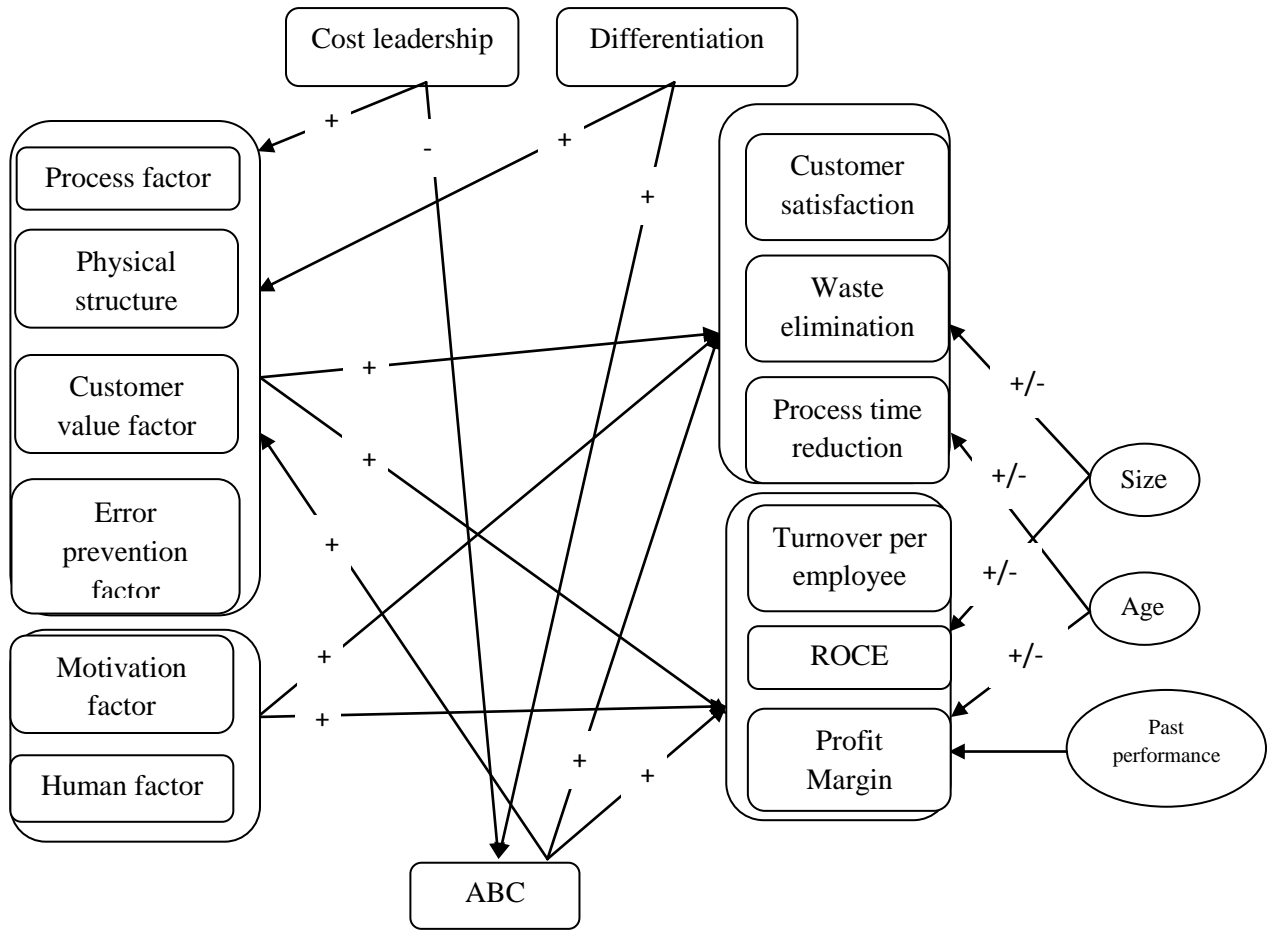 Cost leadership
Differentiation
+
-
+
+
Process factor
Physical
structure
Customer
value factor
Error
prevention
factor
Motivation
factor
Human factor
+
+
+
+
+
+
+
Customer
satisfaction
Waste
elimination
Process time
reduction
Turnover per
employee
ROCE
Profit
Margin
+/-
+/-
+/-
+/-
Size
Age
Past
performance
ABC